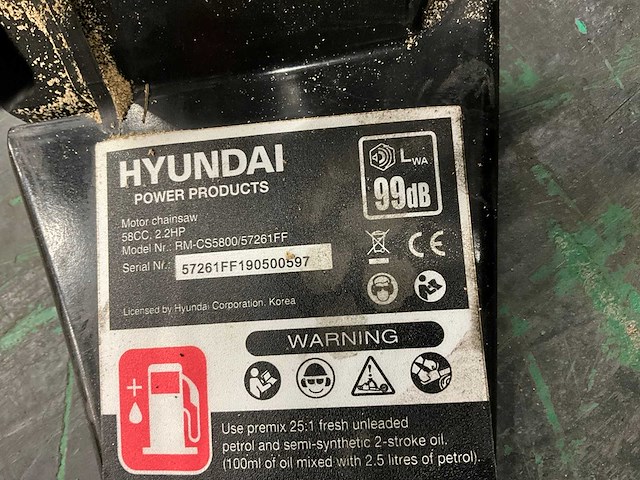 HYUNDAI
POWER PRODUCTS
LWA
99dB
Motor chainsaw
58CC, 2.2HP
Model Nr.: RM-CS5800/57261FF
Serial Nr.: 57261FF190500597
CE
Licensed by Hyundai Corporation, Korea
WARNING
Use premix 25:1 fresh unleaded
petrol and semi-synthetic 2-stroke oil.
(100ml of oil mixed with 2.5 litres of petrol).